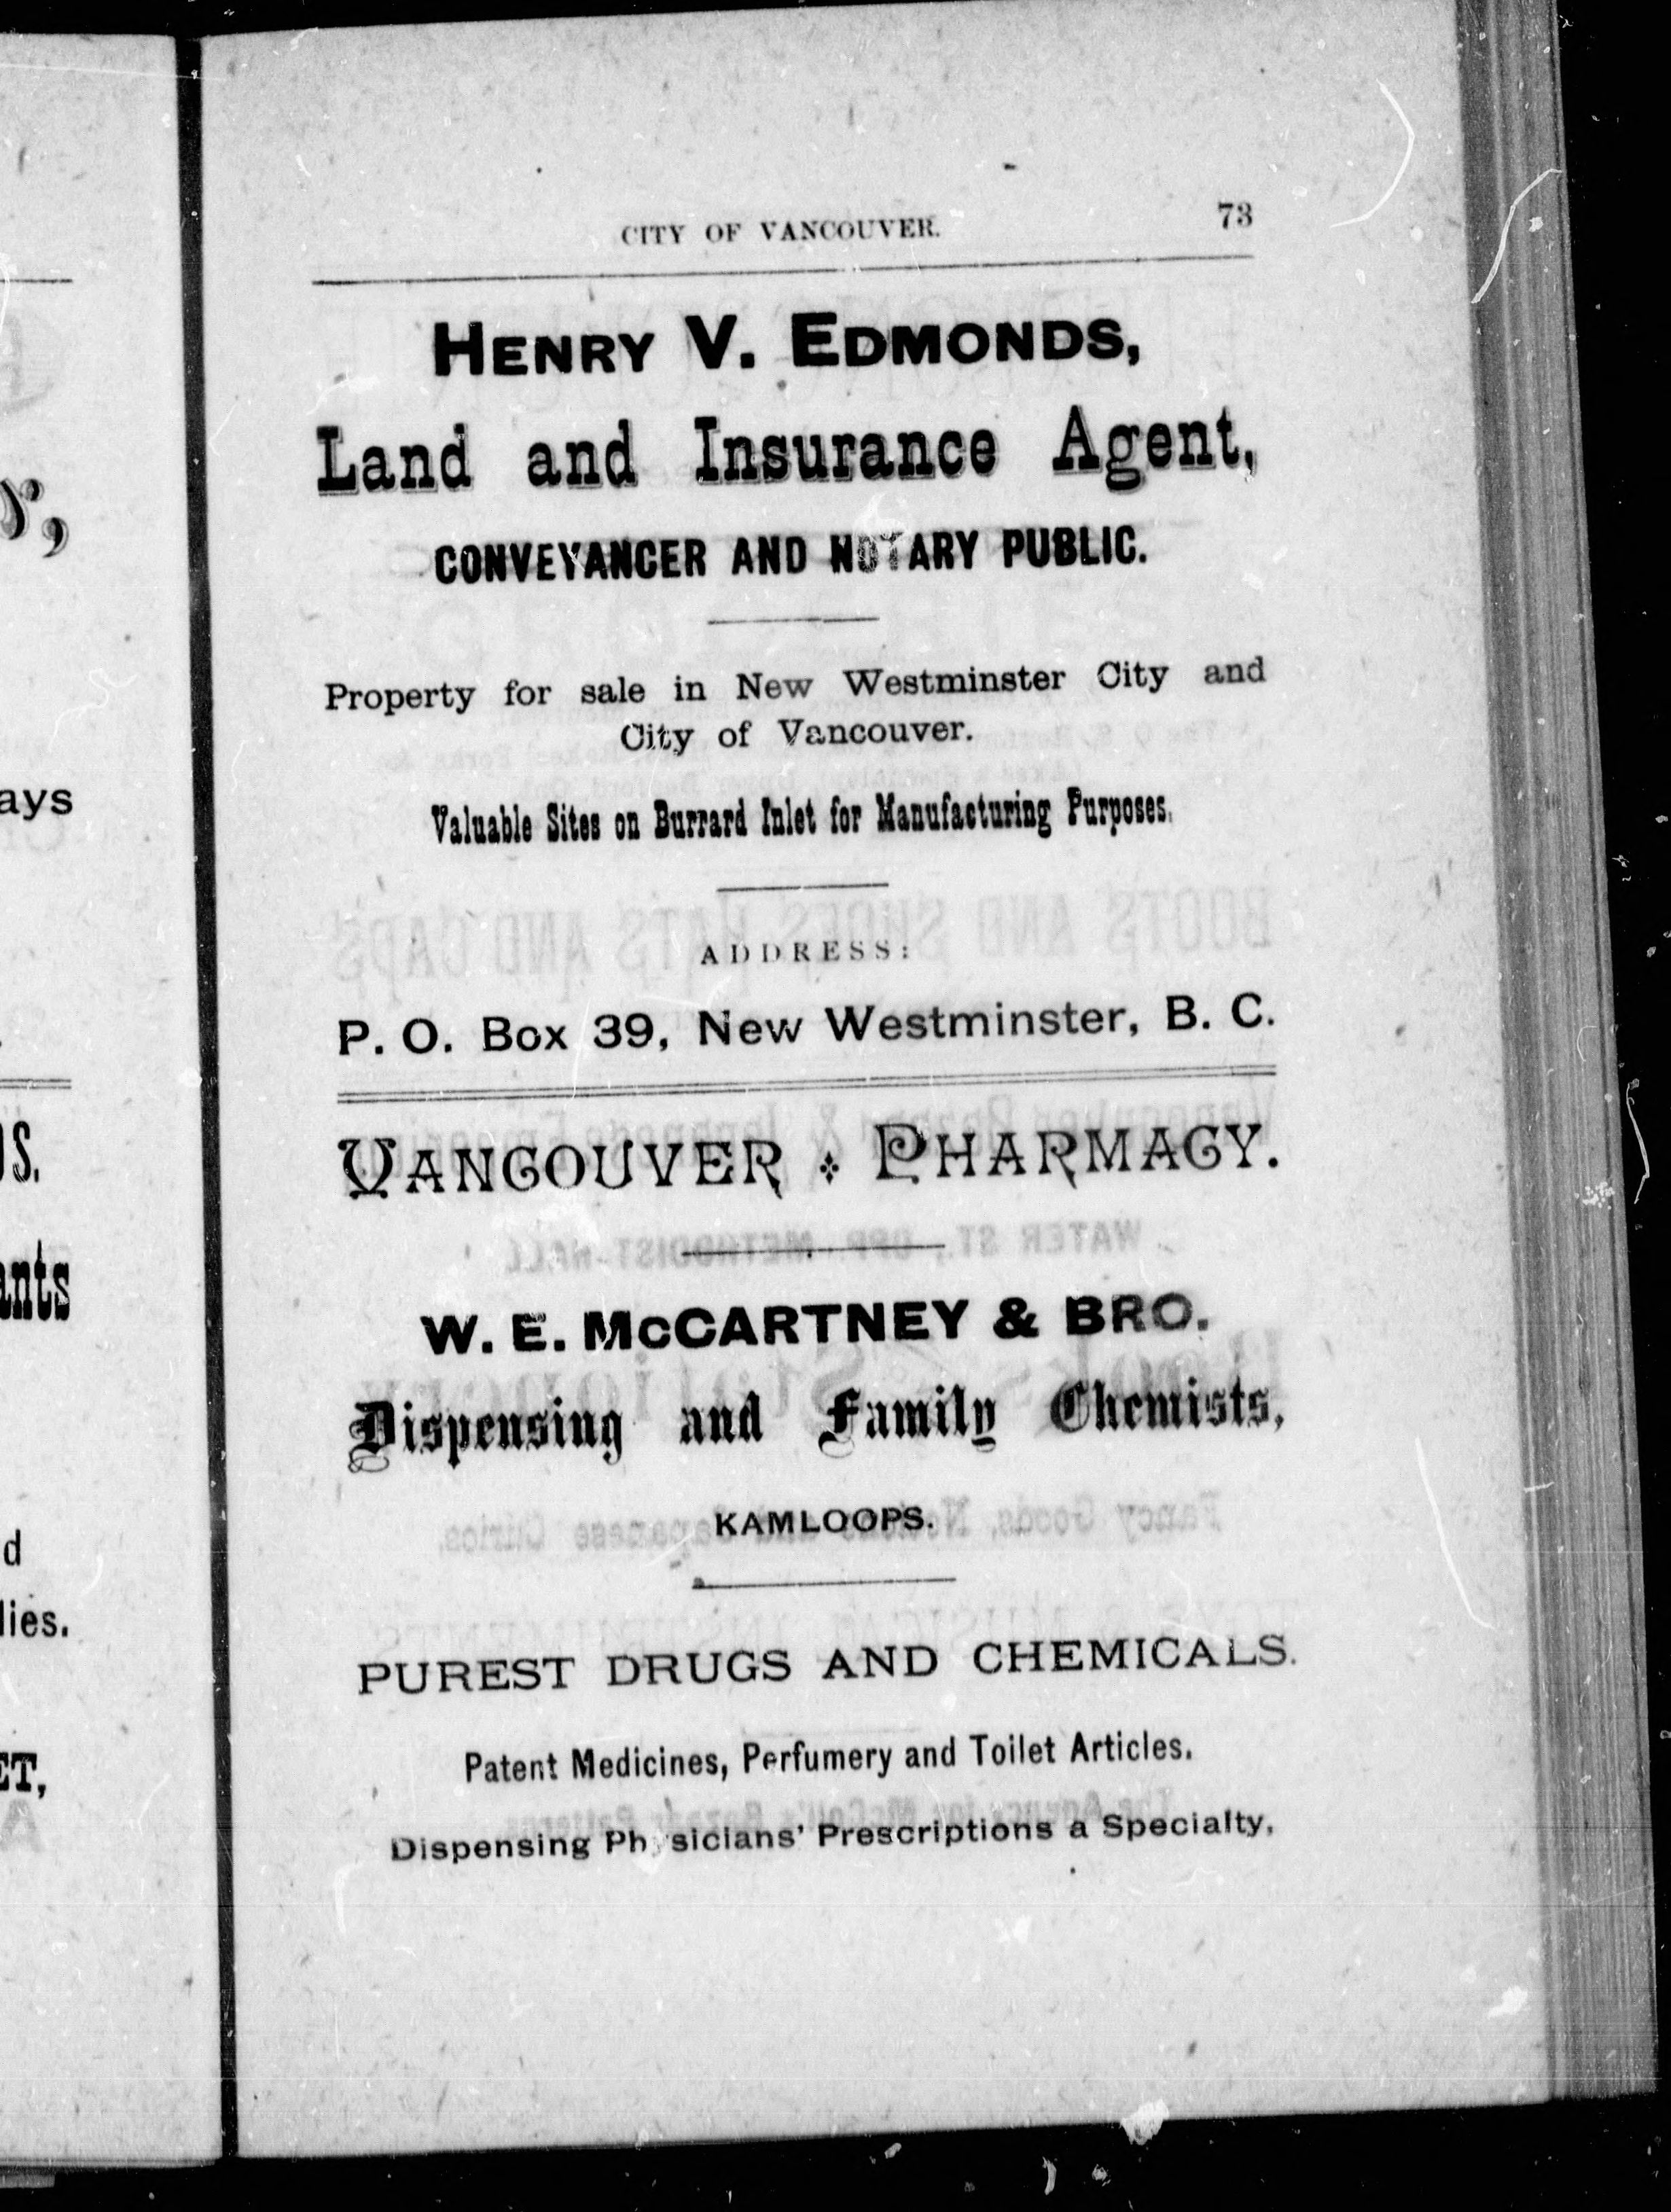 CITY OF VANCOUVER. 73
HENRY V. EDMONDS,
Land and Insurance Agent,
CONVEYANCER AND NOTARY PUBLIC.
Property for sale in New Westminster City and
City of Vancouver.
Valuable Sites on Burrard Inlet for Manufacturing Purposes.
ADDRESS:
P. O. Box 39, New Westminster, B. C.
VANCOUVER PHARMACY.
W. E. McCARTNEY & BRO.
Dispensing and Family Chemists,
KAMLOOPS.
PUREST DRUGS AND CHEMICALS.
Patent Medicines, Perfumery and Toilet Articles.
Dispensing Physicians' Prescriptions a Specialty.